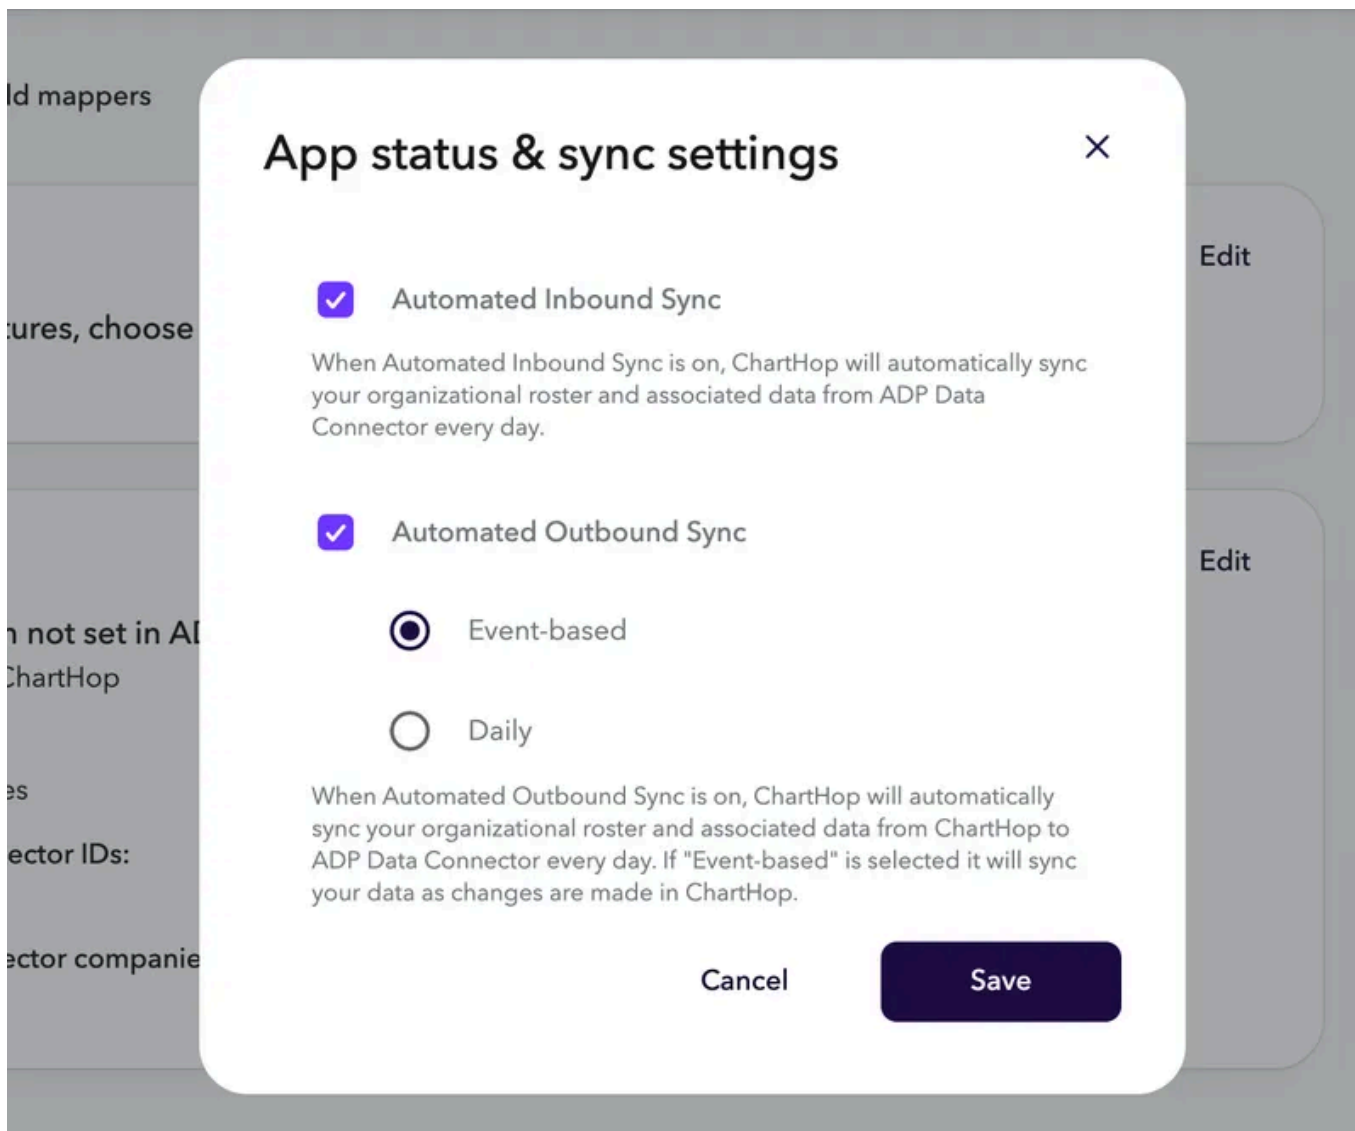 ld mappers
App status & sync settings
Edit
Automated Inbound Sync
tures, choose
When Automated Inbound Sync is on, ChartHop will automatically sync
your organizational roster and associated data from ADP Data
Connector every day.
Automated Outbound Sync
Edit
Event-based
n not set in AD
ChartHop
Daily
es
When Automated Outbound Sync is on, ChartHop will automatically
sync your organizational roster and associated data from ChartHop to
ector IDs:
ADP Data Connector every day. If "Event-based" is selected it will sync
your data as changes are made in ChartHop.
ector companie
Cancel
Save